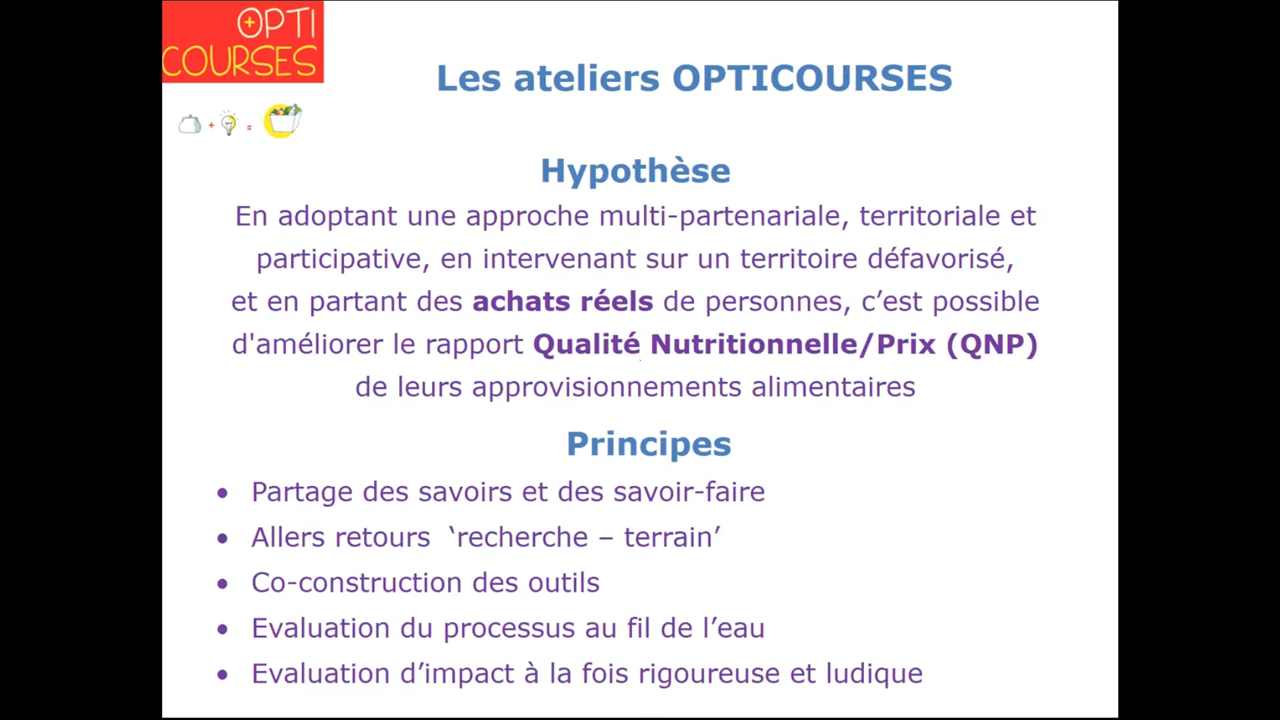 OPTI
COURSES
+ =
Les ateliers OPTICOURSES
Hypothèse
En adoptant une approche multi-partenariale, territoriale et
participative, en intervenant sur un territoire défavorisé,
et en partant des achats réels de personnes, c’est possible
d'améliorer le rapport Qualité Nutritionnelle/Prix (QNP)
de leurs approvisionnements alimentaires
Principes
• Partage des savoirs et des savoir-faire
• Allers retours ‘recherche – terrain’
• Co-construction des outils
• Evaluation du processus au fil de l’eau
• Evaluation d’impact à la fois rigoureuse et ludique